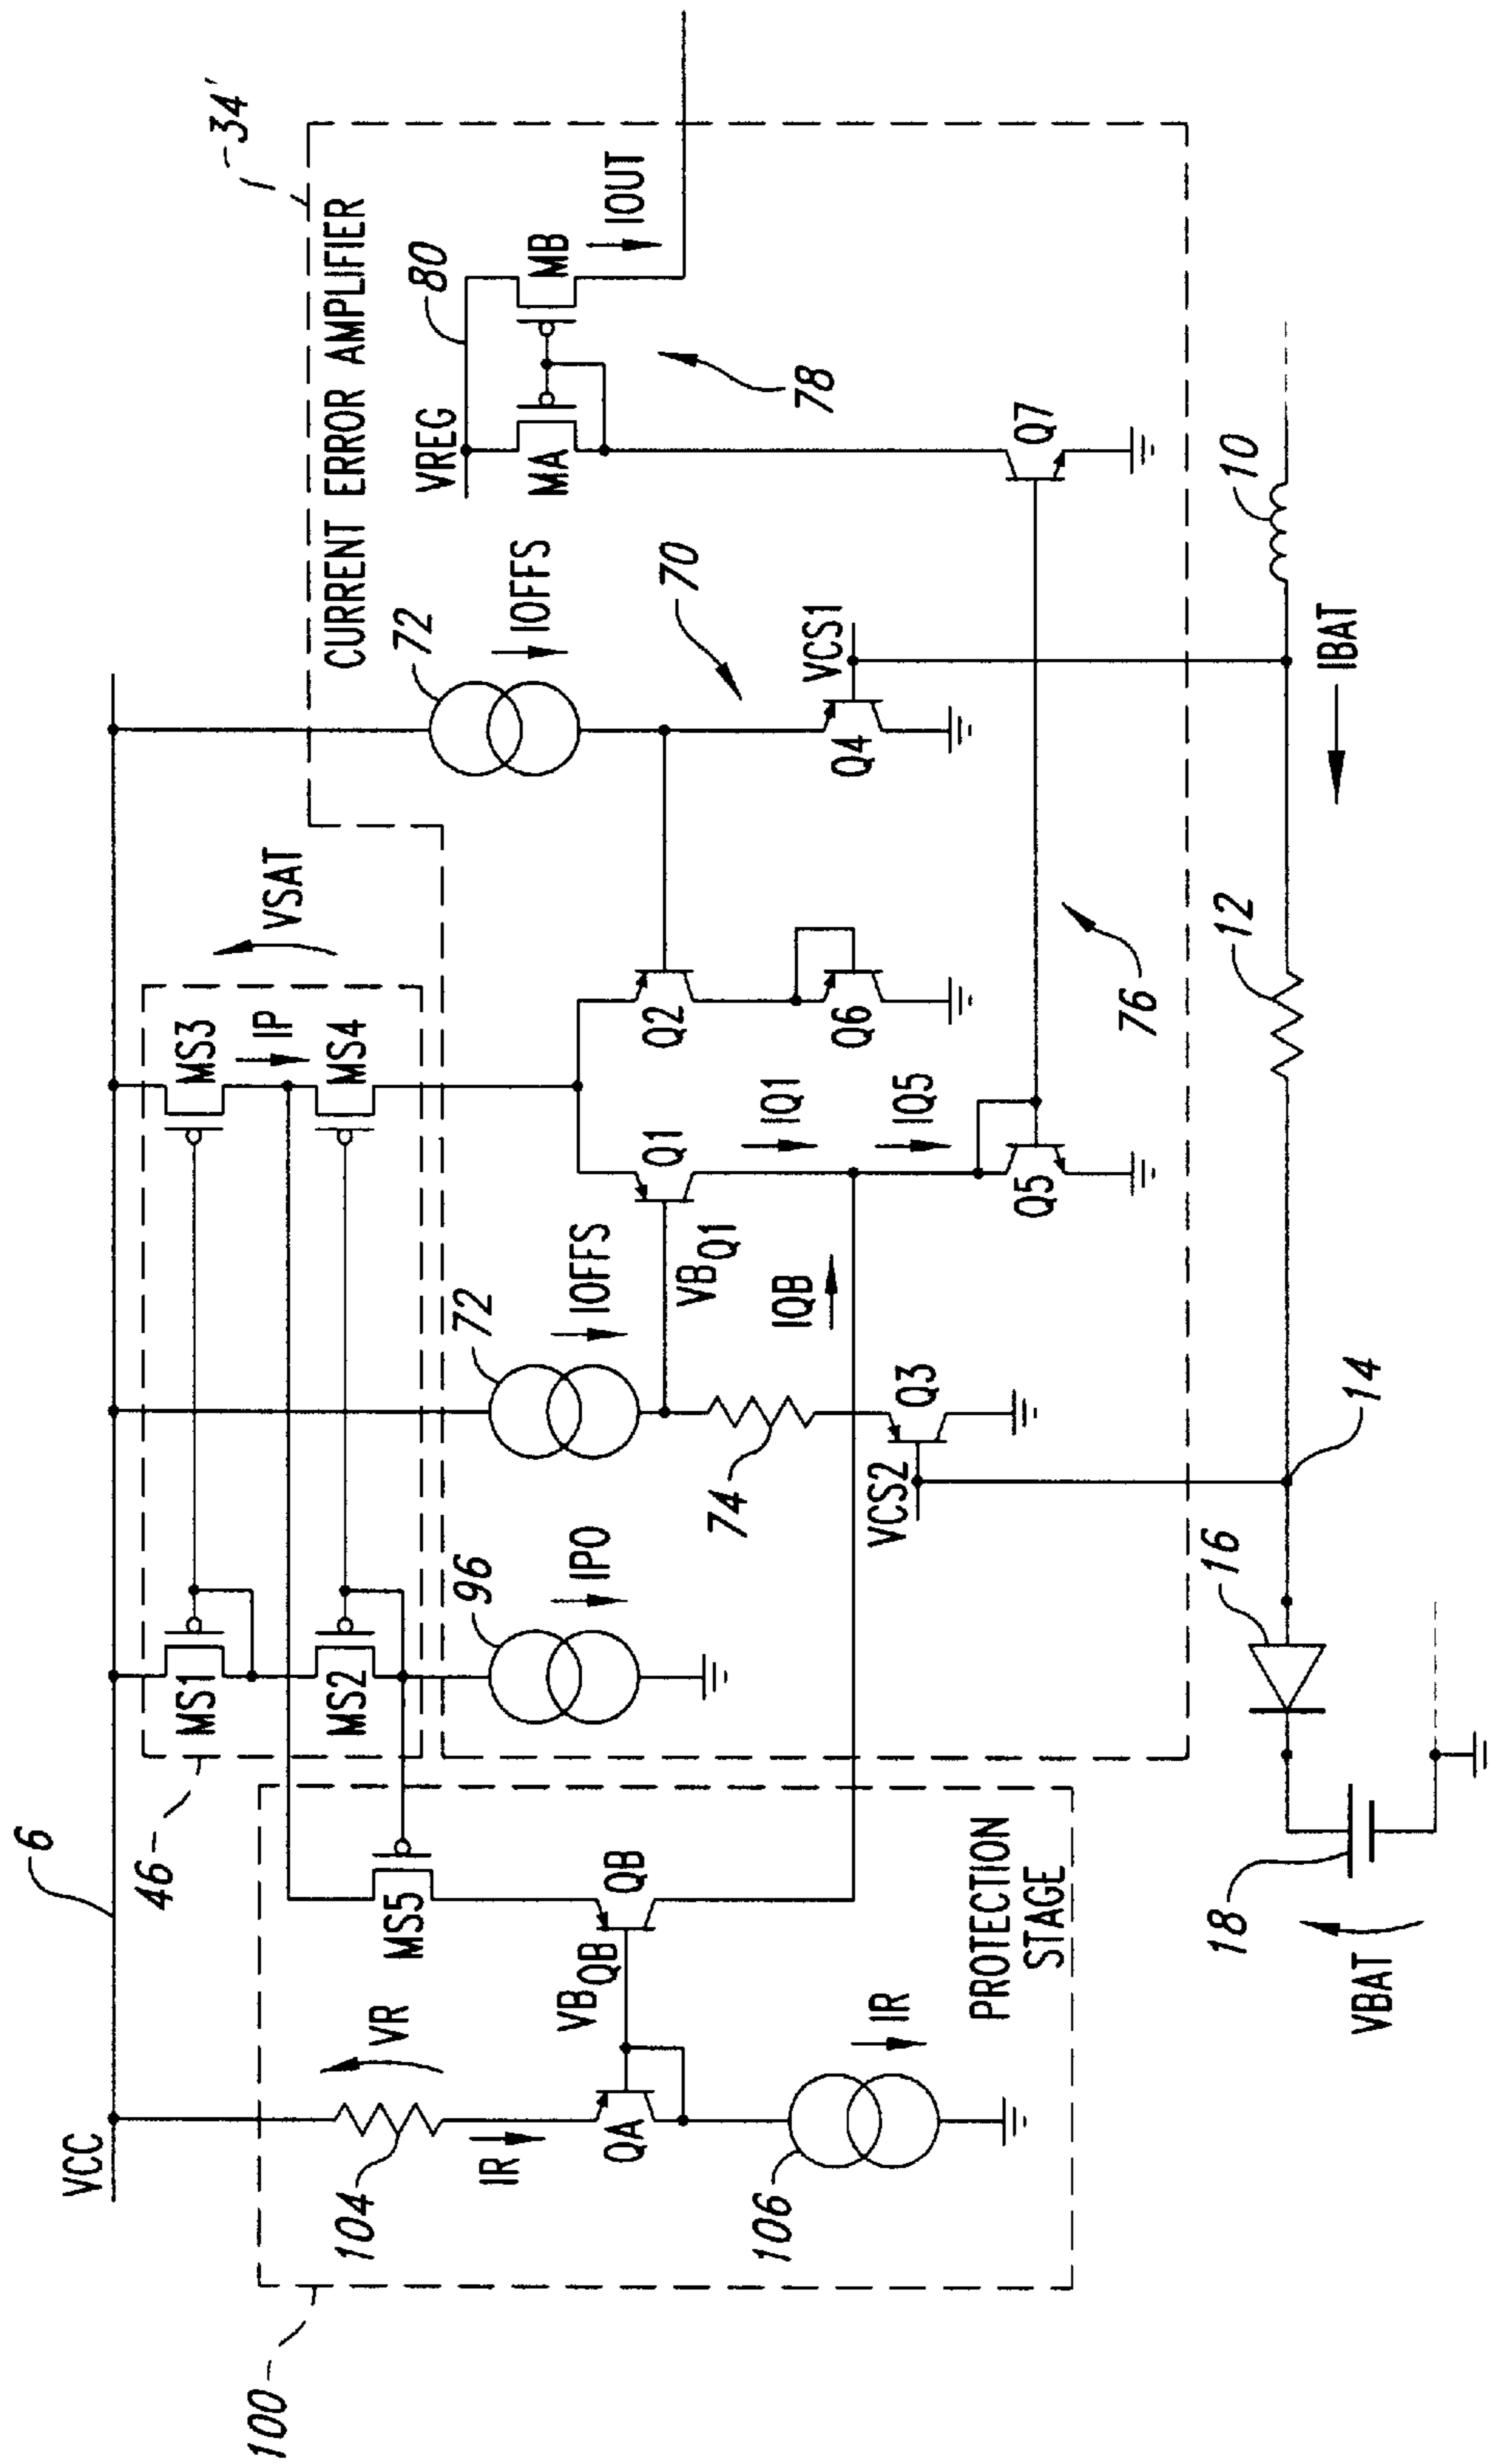 VCC
6
46
100
104
VR
IR
QA
106
IR
VB_QB
QB
MS5
PROTECTION
STAGE
MS1
MS2
MS3
IP
MS4
VSAT
96
IPO
72
IOFFS
74
VCS2
Q3
VB_Q1
IQB
Q1
IQ1
IQ5
Q5
Q2
Q6
76
72
IOFFS
70
VCS1
Q4
CURRENT ERROR AMPLIFIER
34'
VREG
80
MA
MB
IOUT
78
Q7
10
IBAT
12
14
16
18
VBAT